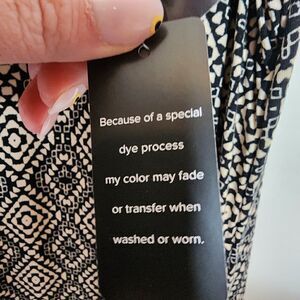 Because of a special
dye process
my color may fade
or transfer when
washed or worn.